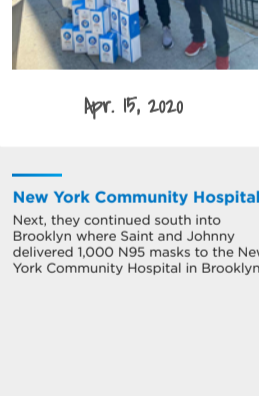 Apr. 15, 2020
New York Community Hospital
Next, they continued south into
Brooklyn where Saint and Johnny
delivered 1,000 N95 masks to the
York Community Hospital in Brooklyn